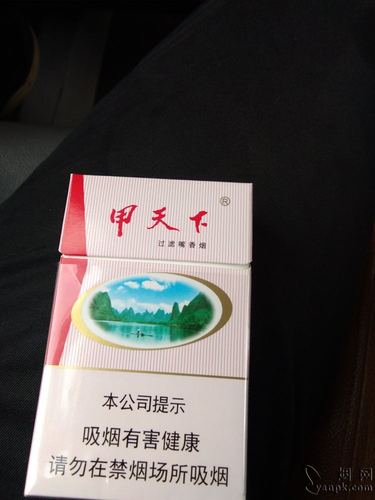 甲天下®
过滤嘴香烟
本公司提示
吸烟有害健康
请勿在禁烟场所吸烟
烟网
yanpk.com